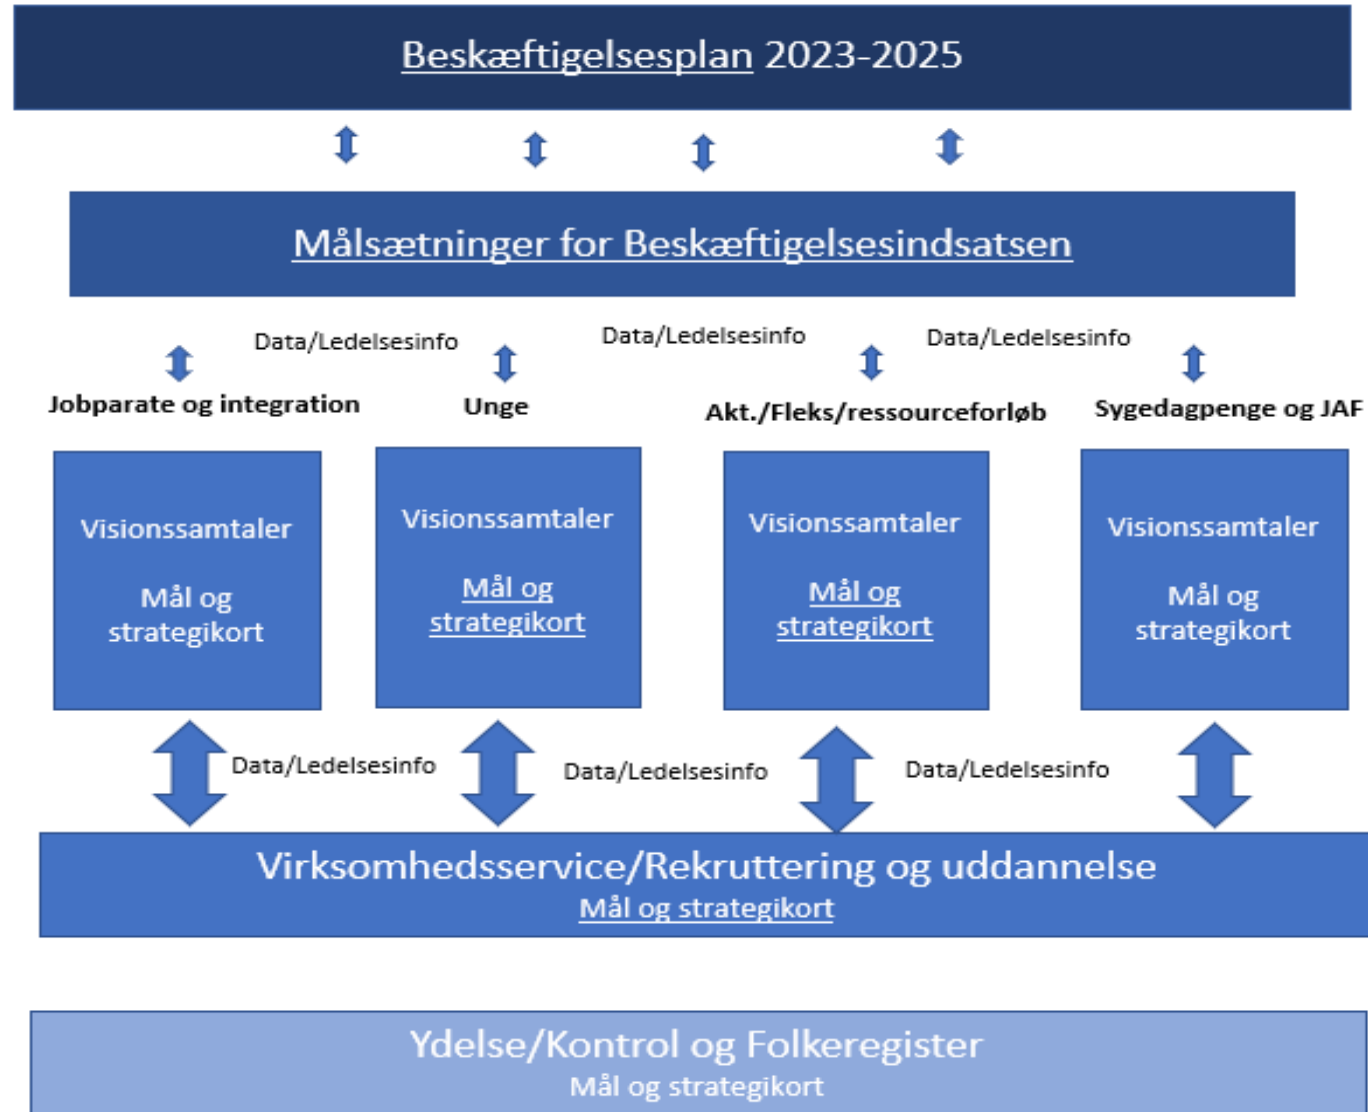 Beskæftigelsesplan 2023-2025
Målsætninger for Beskæftigelsesindsatsen
Data/Ledelsesinfo
Data/Ledelsesinfo
Data/Ledelsesinfo
Jobparate og integration
Unge
Akt./Fleks/ressourceforløb
Sygedagpenge og JAF
Visionssamtaler
Mål og
strategikort
Visionssamtaler
Mål og
strategikort
Visionssamtaler
Mål og
strategikort
Visionssamtaler
Mål og
strategikort
Data/Ledelsesinfo
Data/Ledelsesinfo
Data/Ledelsesinfo
Virksomhedsservice/Rekruttering og uddannelse
Mål og strategikort
Ydelse/Kontrol og Folkeregister
Mål og strategikort